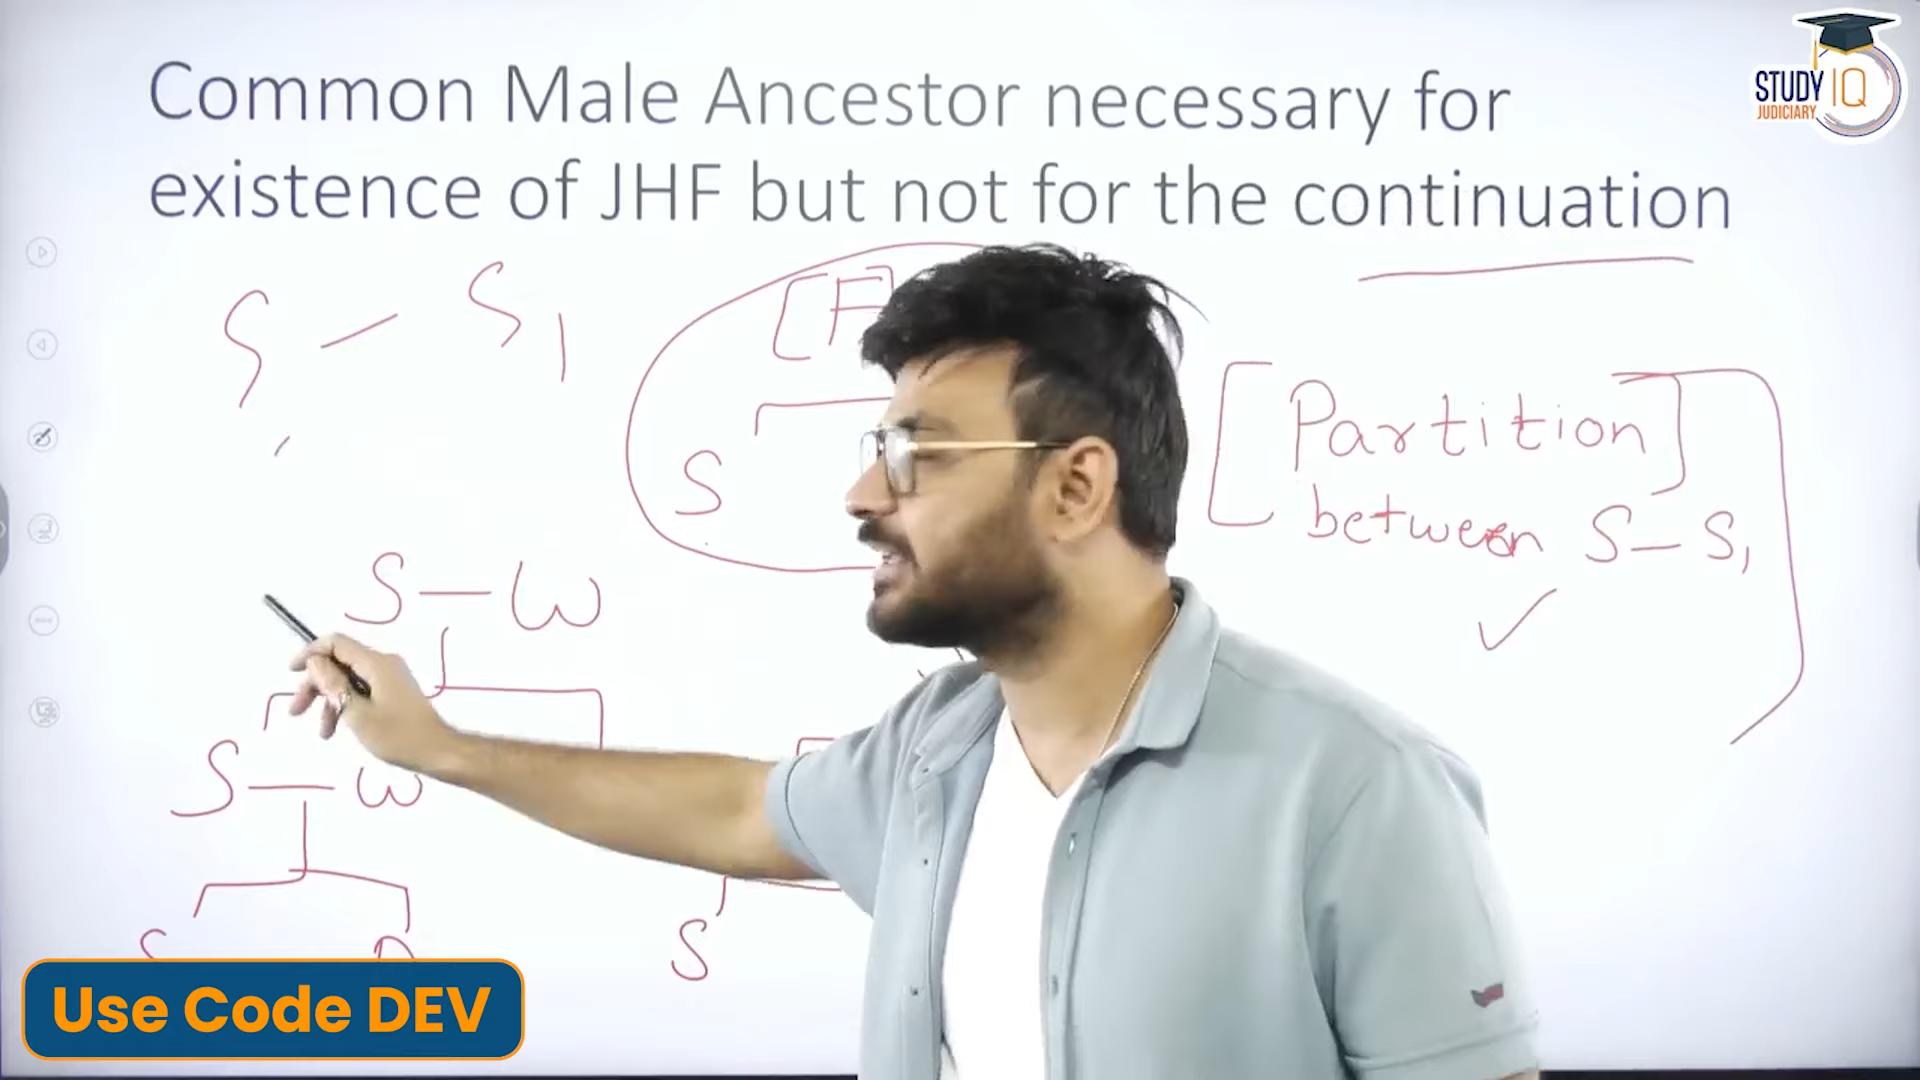 Common Male Ancestor necessary for
existence of JHF but not for the continuation
STUDY IQ
JUDICIARY
S — S1
[F
S
[Partition]
between S – S1
S — W
S — W
S
Use Code DEV